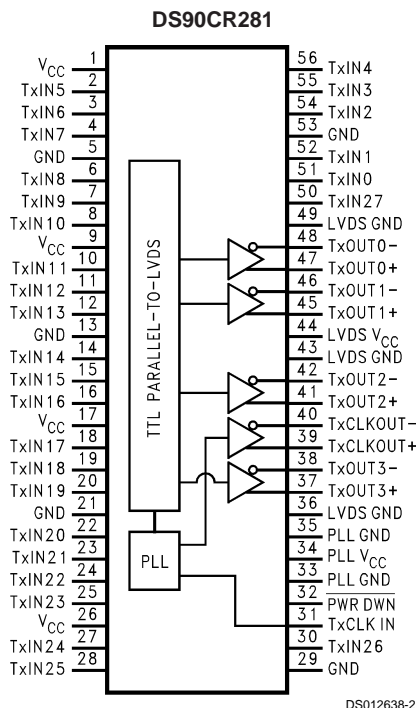 DS90CR281
VCC 1
TxIN5 2
TxIN6 3
TxIN7 4
GND 5
TxIN8 6
TxIN9 7
TxIN10 8
VCC 9
TxIN11 10
TxIN12 11
TxIN13 12
GND 13
TxIN14 14
TxIN15 15
TxIN16 16
VCC 17
TxIN17 18
TxIN18 19
TxIN19 20
GND 21
TxIN20 22
TxIN21 23
TxIN22 24
TxIN23 25
VCC 26
TxIN24 27
TxIN25 28
TTL PARALLEL-TO-LVDS
PLL
56 TxIN4
55 TxIN3
54 TxIN2
53 GND
52 TxIN1
51 TxIN0
50 TxIN27
49 LVDS GND
48 TxOUT0-
47 TxOUT0+
46 TxOUT1-
45 TxOUT1+
44 LVDS VCC
43 LVDS GND
42 TxOUT2-
41 TxOUT2+
40 TxCLKOUT-
39 TxCLKOUT+
38 TxOUT3-
37 TxOUT3+
36 LVDS GND
35 PLL GND
34 PLL VCC
33 PLL GND
32 PWR DWN
31 TxCLK IN
30 TxIN26
29 GND
DS012638-2